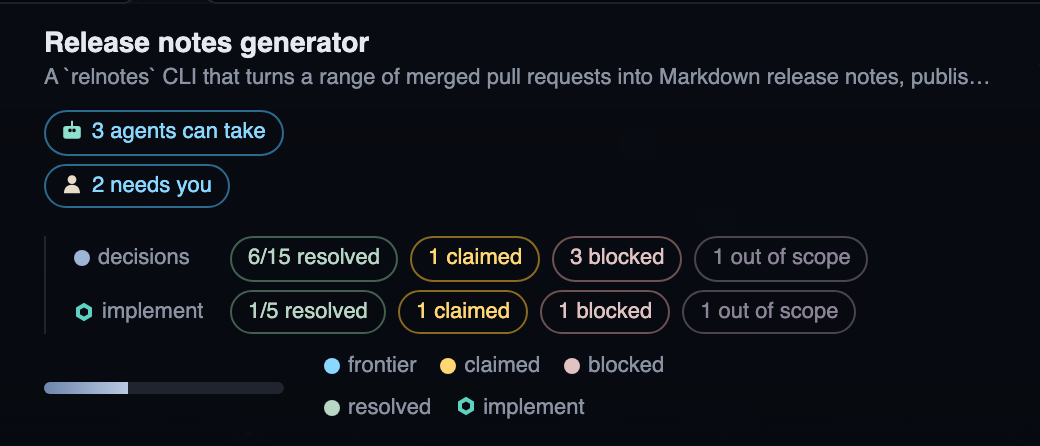 Release notes generator
A `relnotes` CLI that turns a range of merged pull requests into Markdown release notes, publis…
3 agents can take
2 needs you
decisions 6/15 resolved 1 claimed 3 blocked 1 out of scope
implement 1/5 resolved 1 claimed 1 blocked 1 out of scope
frontier claimed blocked
resolved implement